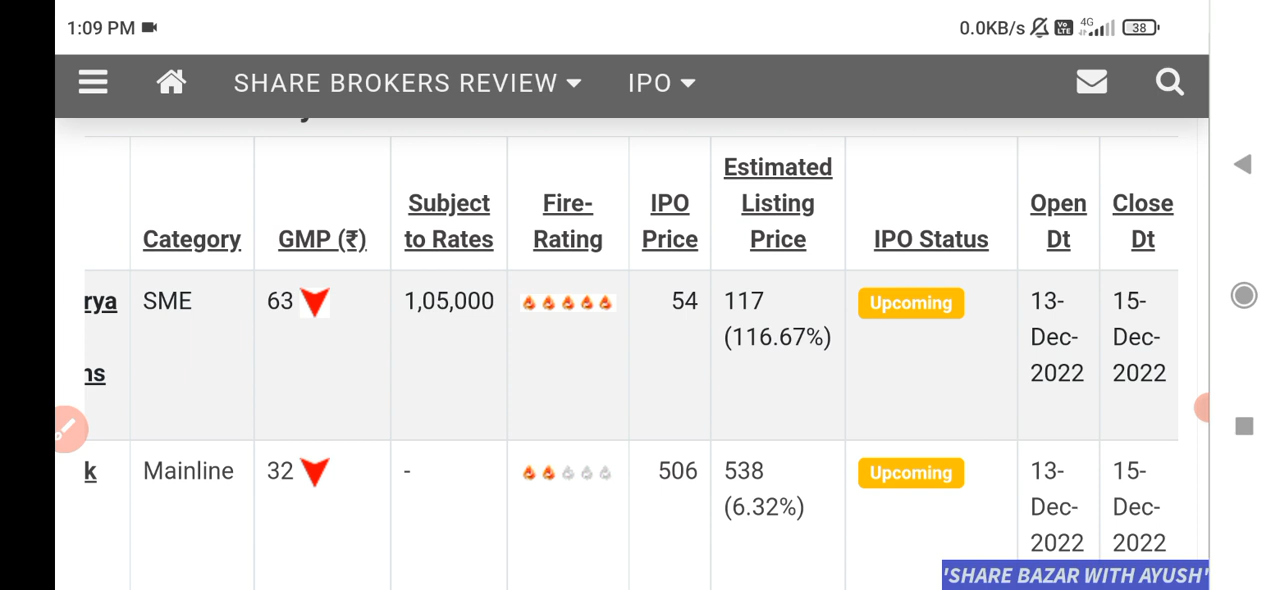 1:09 PM 0.0KB/s Vo LTE 4G 38
SHARE BROKERS REVIEW IPO
Category GMP (₹) Subject to Rates Fire-Rating IPO Price Estimated Listing Price IPO Status Open Dt Close Dt
rya SME 63 1,05,000 54 117 Upcoming 13- 15-
(116.67%) Dec- Dec-
ns 2022 2022
k Mainline 32 - 506 538 Upcoming 13- 15-
(6.32%) Dec- Dec-
2022 2022
'SHARE BAZAR WITH AYUSH'